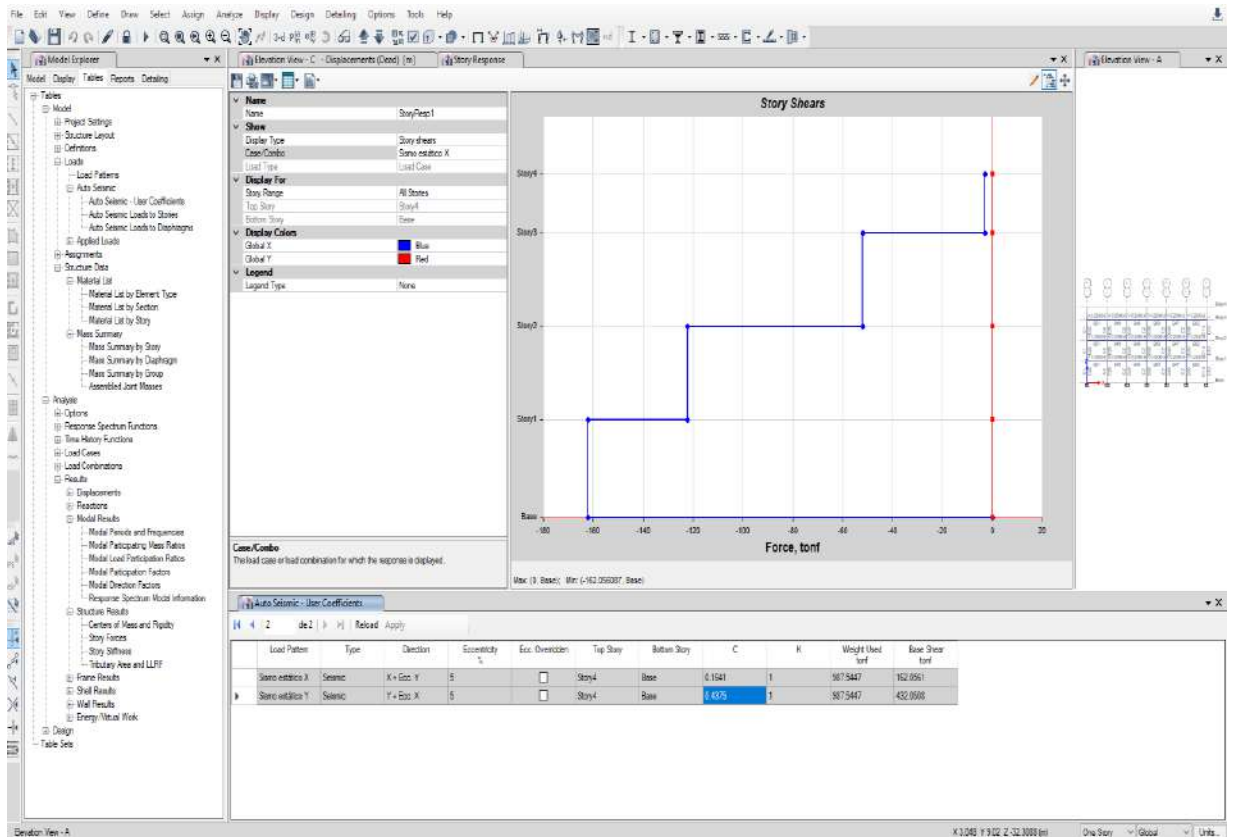 File Edit View Define Draw Select Assign Analyze Display Design Detailing Options Tools Help
Model Explorer
Model Display Tables Reports Detailing
Tables
Model
Project Settings
Structure Layout
Definitions
Loads
Load Patterns
Auto Seismic
Auto Seismic - User Coefficients
Auto Seismic Loads to Stories
Auto Seismic Loads to Diaphragms
Applied Loads
Assignments
Structure Data
Material List
Material List by Element Type
Material List by Section
Material List by Story
Mass Summary
Mass Summary by Story
Mass Summary by Diaphragm
Mass Summary by Group
Assembled Joint Masses
Analysis
Options
Response Spectrum Functions
Time History Functions
Load Cases
Load Combinations
Results
Displacements
Reactions
Modal Results
Modal Periods and Frequencies
Modal Participating Mass Ratios
Modal Load Participation Ratios
Modal Participation Factors
Modal Direction Factors
Response Spectrum Modal Information
Structure Results
Centers of Mass and Rigidity
Story Forces
Story Stiffness
Tributary Area and LLRF
Frame Results
Shell Results
Wall Results
Energy/Virtual Work
Design
Table Sets
Elevation View - C - Displacements (Dead) [m]
Story Response
Name
Name StoryResp1
Show
Display Type Story shears
Case/Combo Sismo estático X
Load Type Load Case
Display For
Story Range All Stories
Top Story Story4
Bottom Story Base
Display Colors
Global X Blue
Global Y Red
Legend
Legend Type None
Case/Combo
The load case or load combination for which the response is displayed.
Story Shears
Story4
Story3
Story2
Story1
Base
-180 -160 -140 -120 -100 -80 -60 -40 -20 0 20
Force, tonf
Max: (0, Base); Min: (-162.056087, Base)
Elevation View - A
Auto Seismic - User Coefficients
2 de 2 Reload Apply
Load Pattern Type Direction Eccentricity % Ecc. Overridden Top Story Bottom Story C K Weight Used tonf Base Shear tonf
Sismo estático X Seismic X + Ecc. Y 5 Story4 Base 0.1641 1 987.5447 162.0561
Sismo estático Y Seismic Y + Ecc. X 5 Story4 Base 0.4375 1 987.5447 432.0508
Elevation View - A
One Story Global Units...